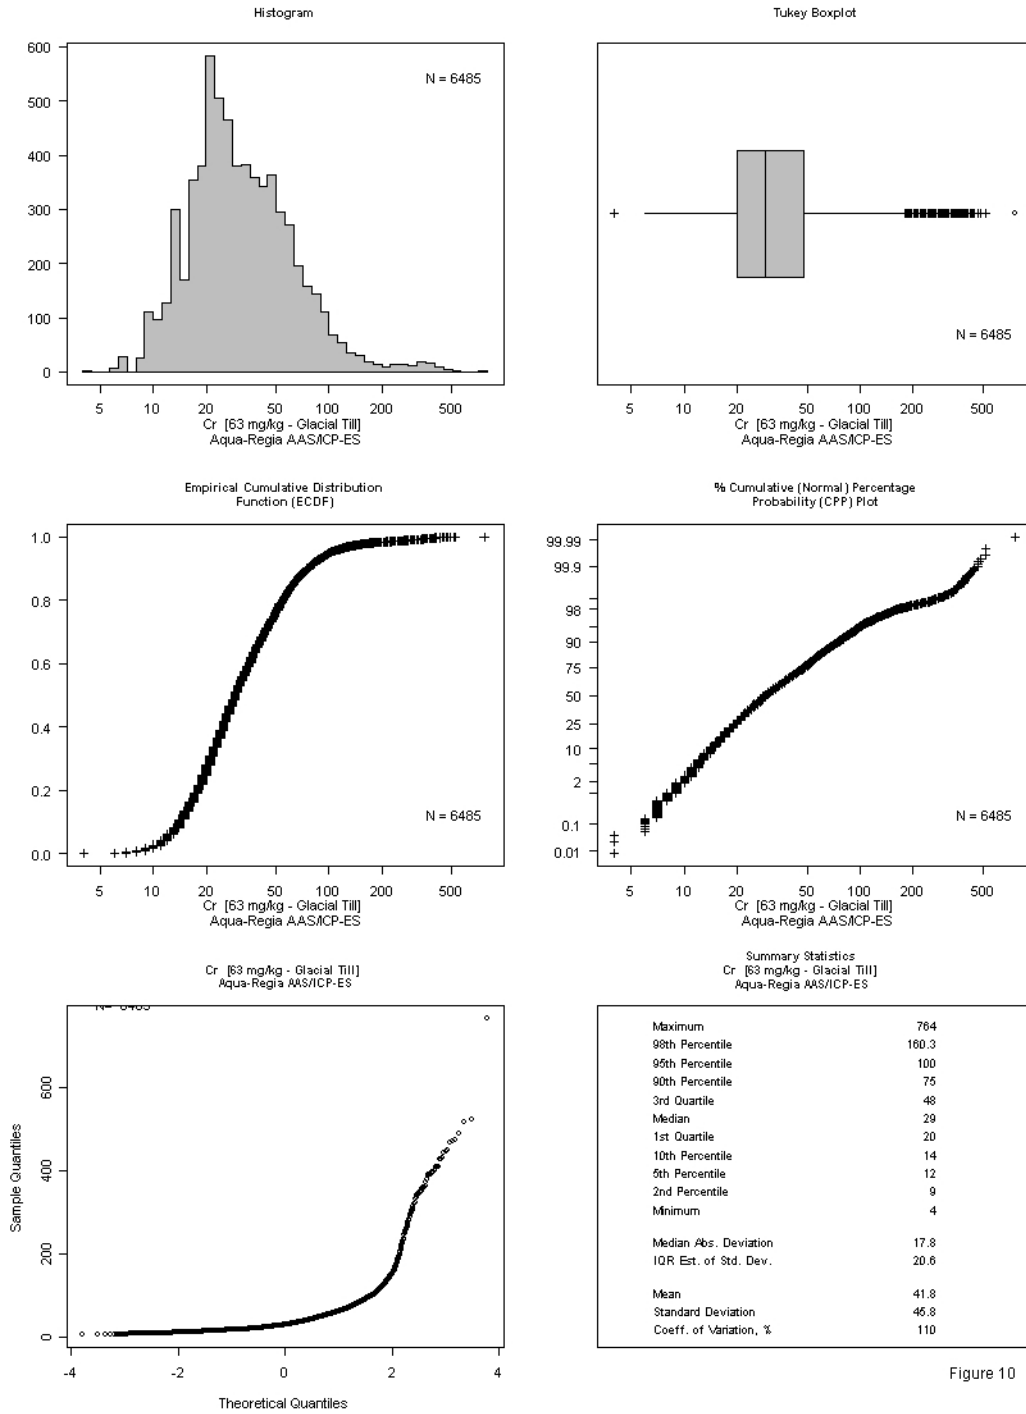 Histogram
600
500
400
300
200
100
0
N = 6485
5 10 20 50 100 200 500
Cr [63 mg/kg - Glacial Till]
Aqua-Regia AAS/ICP-ES
Tukey Boxplot
N = 6485
5 10 20 50 100 200 500
Cr [63 mg/kg - Glacial Till]
Aqua-Regia AAS/ICP-ES
Empirical Cumulative Distribution
Function (ECDF)
1.0
0.8
0.6
0.4
0.2
0.0
N = 6485
5 10 20 50 100 200 500
Cr [63 mg/kg - Glacial Till]
Aqua-Regia AAS/ICP-ES
% Cumulative (Normal) Percentage
Probability (CPP) Plot
99.99
99.9
98
90
75
50
25
10
2
0.1
0.01
N = 6485
5 10 20 50 100 200 500
Cr [63 mg/kg - Glacial Till]
Aqua-Regia AAS/ICP-ES
Cr [63 mg/kg - Glacial Till]
Aqua-Regia AAS/ICP-ES
N= 6485
Sample Quantiles
600
400
200
0
-4 -2 0 2 4
Theoretical Quantiles
Summary Statistics
Cr [63 mg/kg - Glacial Till]
Aqua-Regia AAS/ICP-ES
Maximum 764
98th Percentile 160.3
95th Percentile 100
90th Percentile 75
3rd Quartile 48
Median 29
1st Quartile 20
10th Percentile 14
5th Percentile 12
2nd Percentile 9
Minimum 4
Median Abs. Deviation 17.8
IQR Est. of Std. Dev. 20.6
Mean 41.8
Standard Deviation 45.8
Coeff. of Variation, % 110
Figure 10